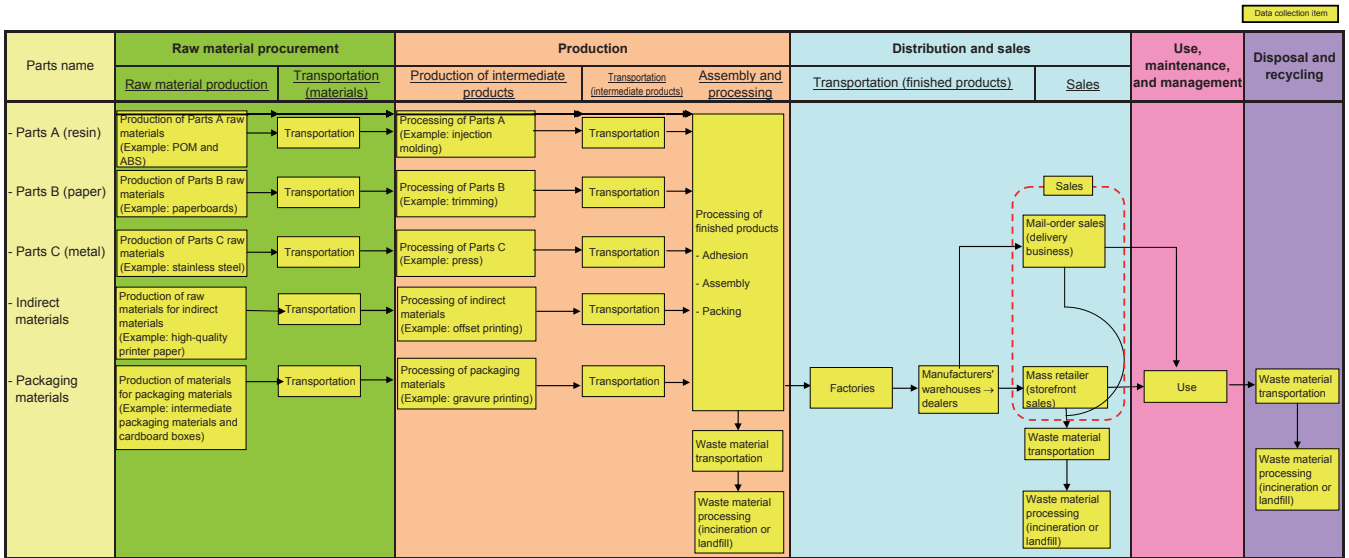 Data collection item
Parts name
Raw material procurement
Production
Distribution and sales
Use,
maintenance,
and management
Disposal and
recycling
Raw material production
Transportation
(materials)
Production of intermediate
products
Transportation
(intermediate products)
Assembly and
processing
Transportation (finished products)
Sales
- Parts A (resin)
Production of Parts A raw
materials
(Example: POM and
ABS)
Transportation
Processing of Parts A
(Example: injection
molding)
Transportation
- Parts B (paper)
Production of Parts B raw
materials
(Example: paperboards)
Transportation
Processing of Parts B
(Example: trimming)
Transportation
- Parts C (metal)
Production of Parts C raw
materials
(Example: stainless steel)
Transportation
Processing of Parts C
(Example: press)
Transportation
- Indirect
materials
Production of raw
materials for indirect
materials
(Example: high-quality
printer paper)
Transportation
Processing of indirect
materials
(Example: offset printing)
Transportation
- Packaging
materials
Production of materials
for packaging materials
(Example: intermediate
packaging materials and
cardboard boxes)
Transportation
Processing of packaging
materials
(Example: gravure printing)
Transportation
Processing of
finished products
- Adhesion
- Assembly
- Packing
Waste material
transportation
Waste material
processing
(incineration or
landfill)
Factories
Manufacturers'
warehouses →
dealers
Sales
Mail-order sales
(delivery
business)
Mass retailer
(storefront
sales)
Waste material
transportation
Waste material
processing
(incineration or
landfill)
Use
Waste material
transportation
Waste material
processing
(incineration or
landfill)